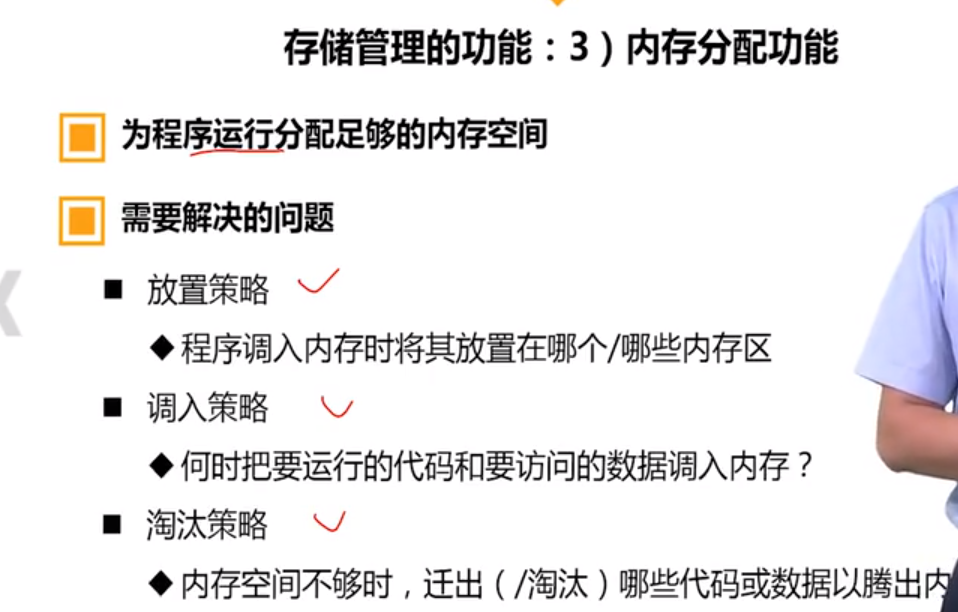 存储管理的功能：3）内存分配功能
为程序运行分配足够的内存空间
需要解决的问题
放置策略
程序调入内存时将其放置在哪个/哪些内存区
调入策略
何时把要运行的代码和要访问的数据调入内存？
淘汰策略
内存空间不够时，迁出（/淘汰）哪些代码或数据以腾出内